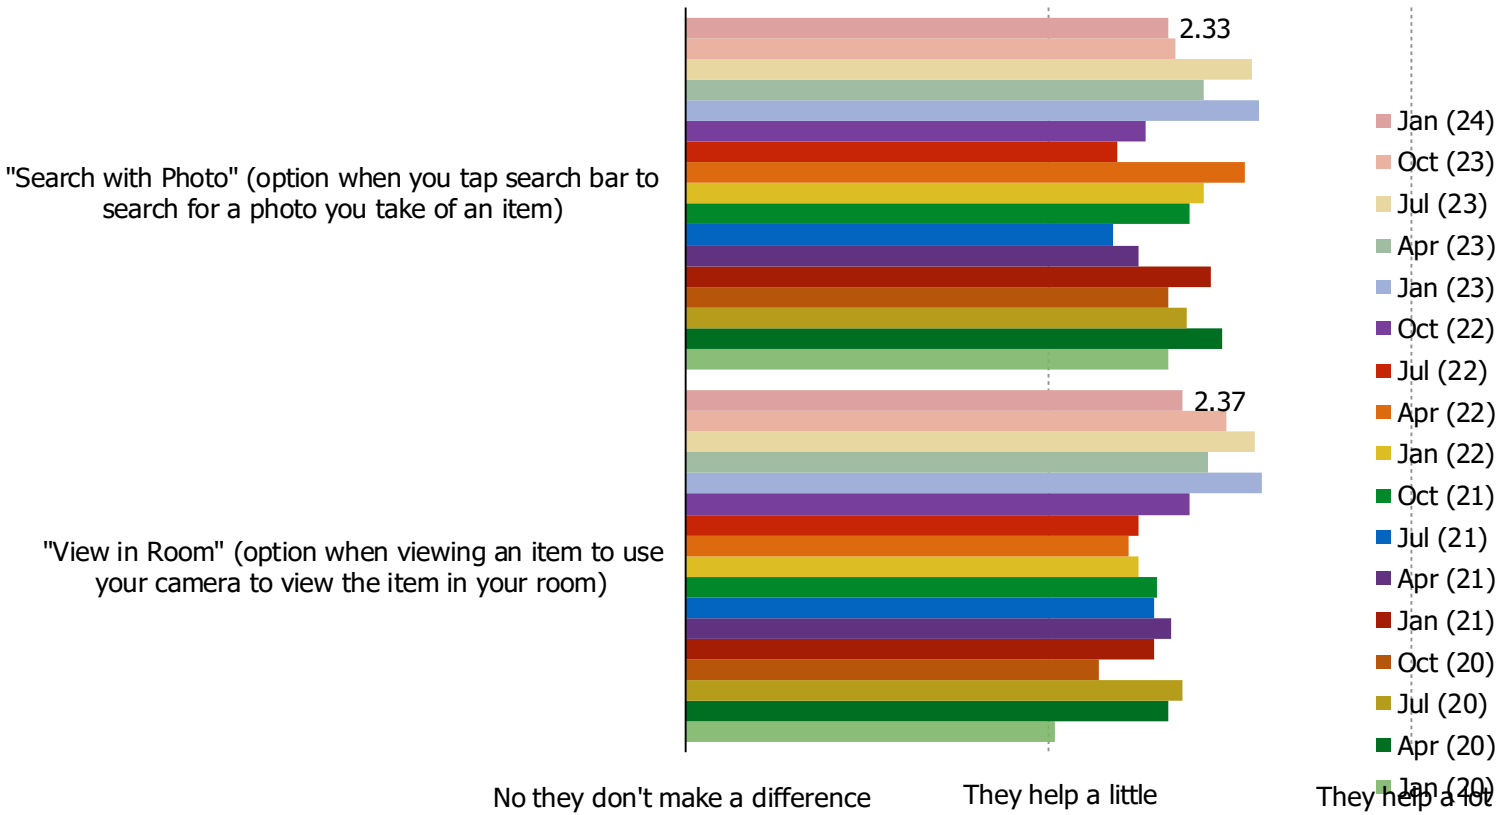 2.33
"Search with Photo" (option when you tap search bar to
search for a photo you take of an item)
2.37
"View in Room" (option when viewing an item to use
your camera to view the item in your room)
No they don't make a difference
They help a little
They help a lot
Jan (24)
Oct (23)
Jul (23)
Apr (23)
Jan (23)
Oct (22)
Jul (22)
Apr (22)
Jan (22)
Oct (21)
Jul (21)
Apr (21)
Jan (21)
Oct (20)
Jul (20)
Apr (20)
Jan (20)